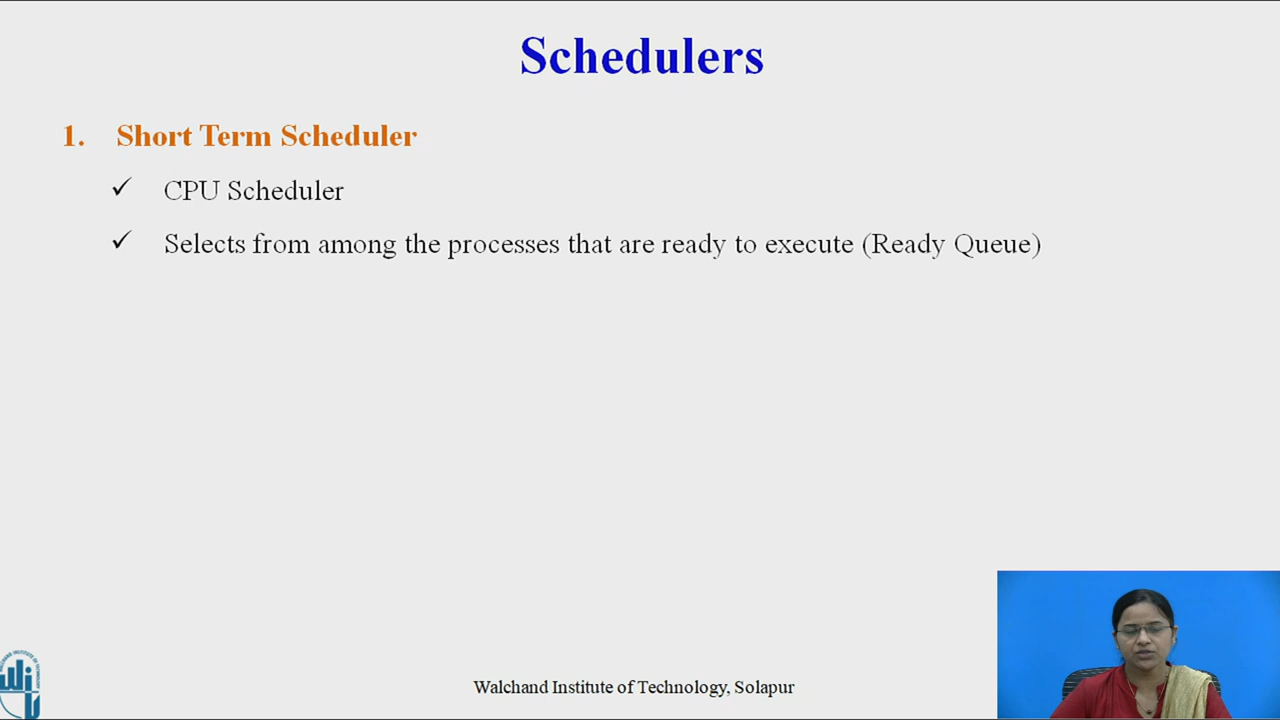 Schedulers
1. Short Term Scheduler
✓ CPU Scheduler
✓ Selects from among the processes that are ready to execute (Ready Queue)
Walchand Institute of Technology, Solapur